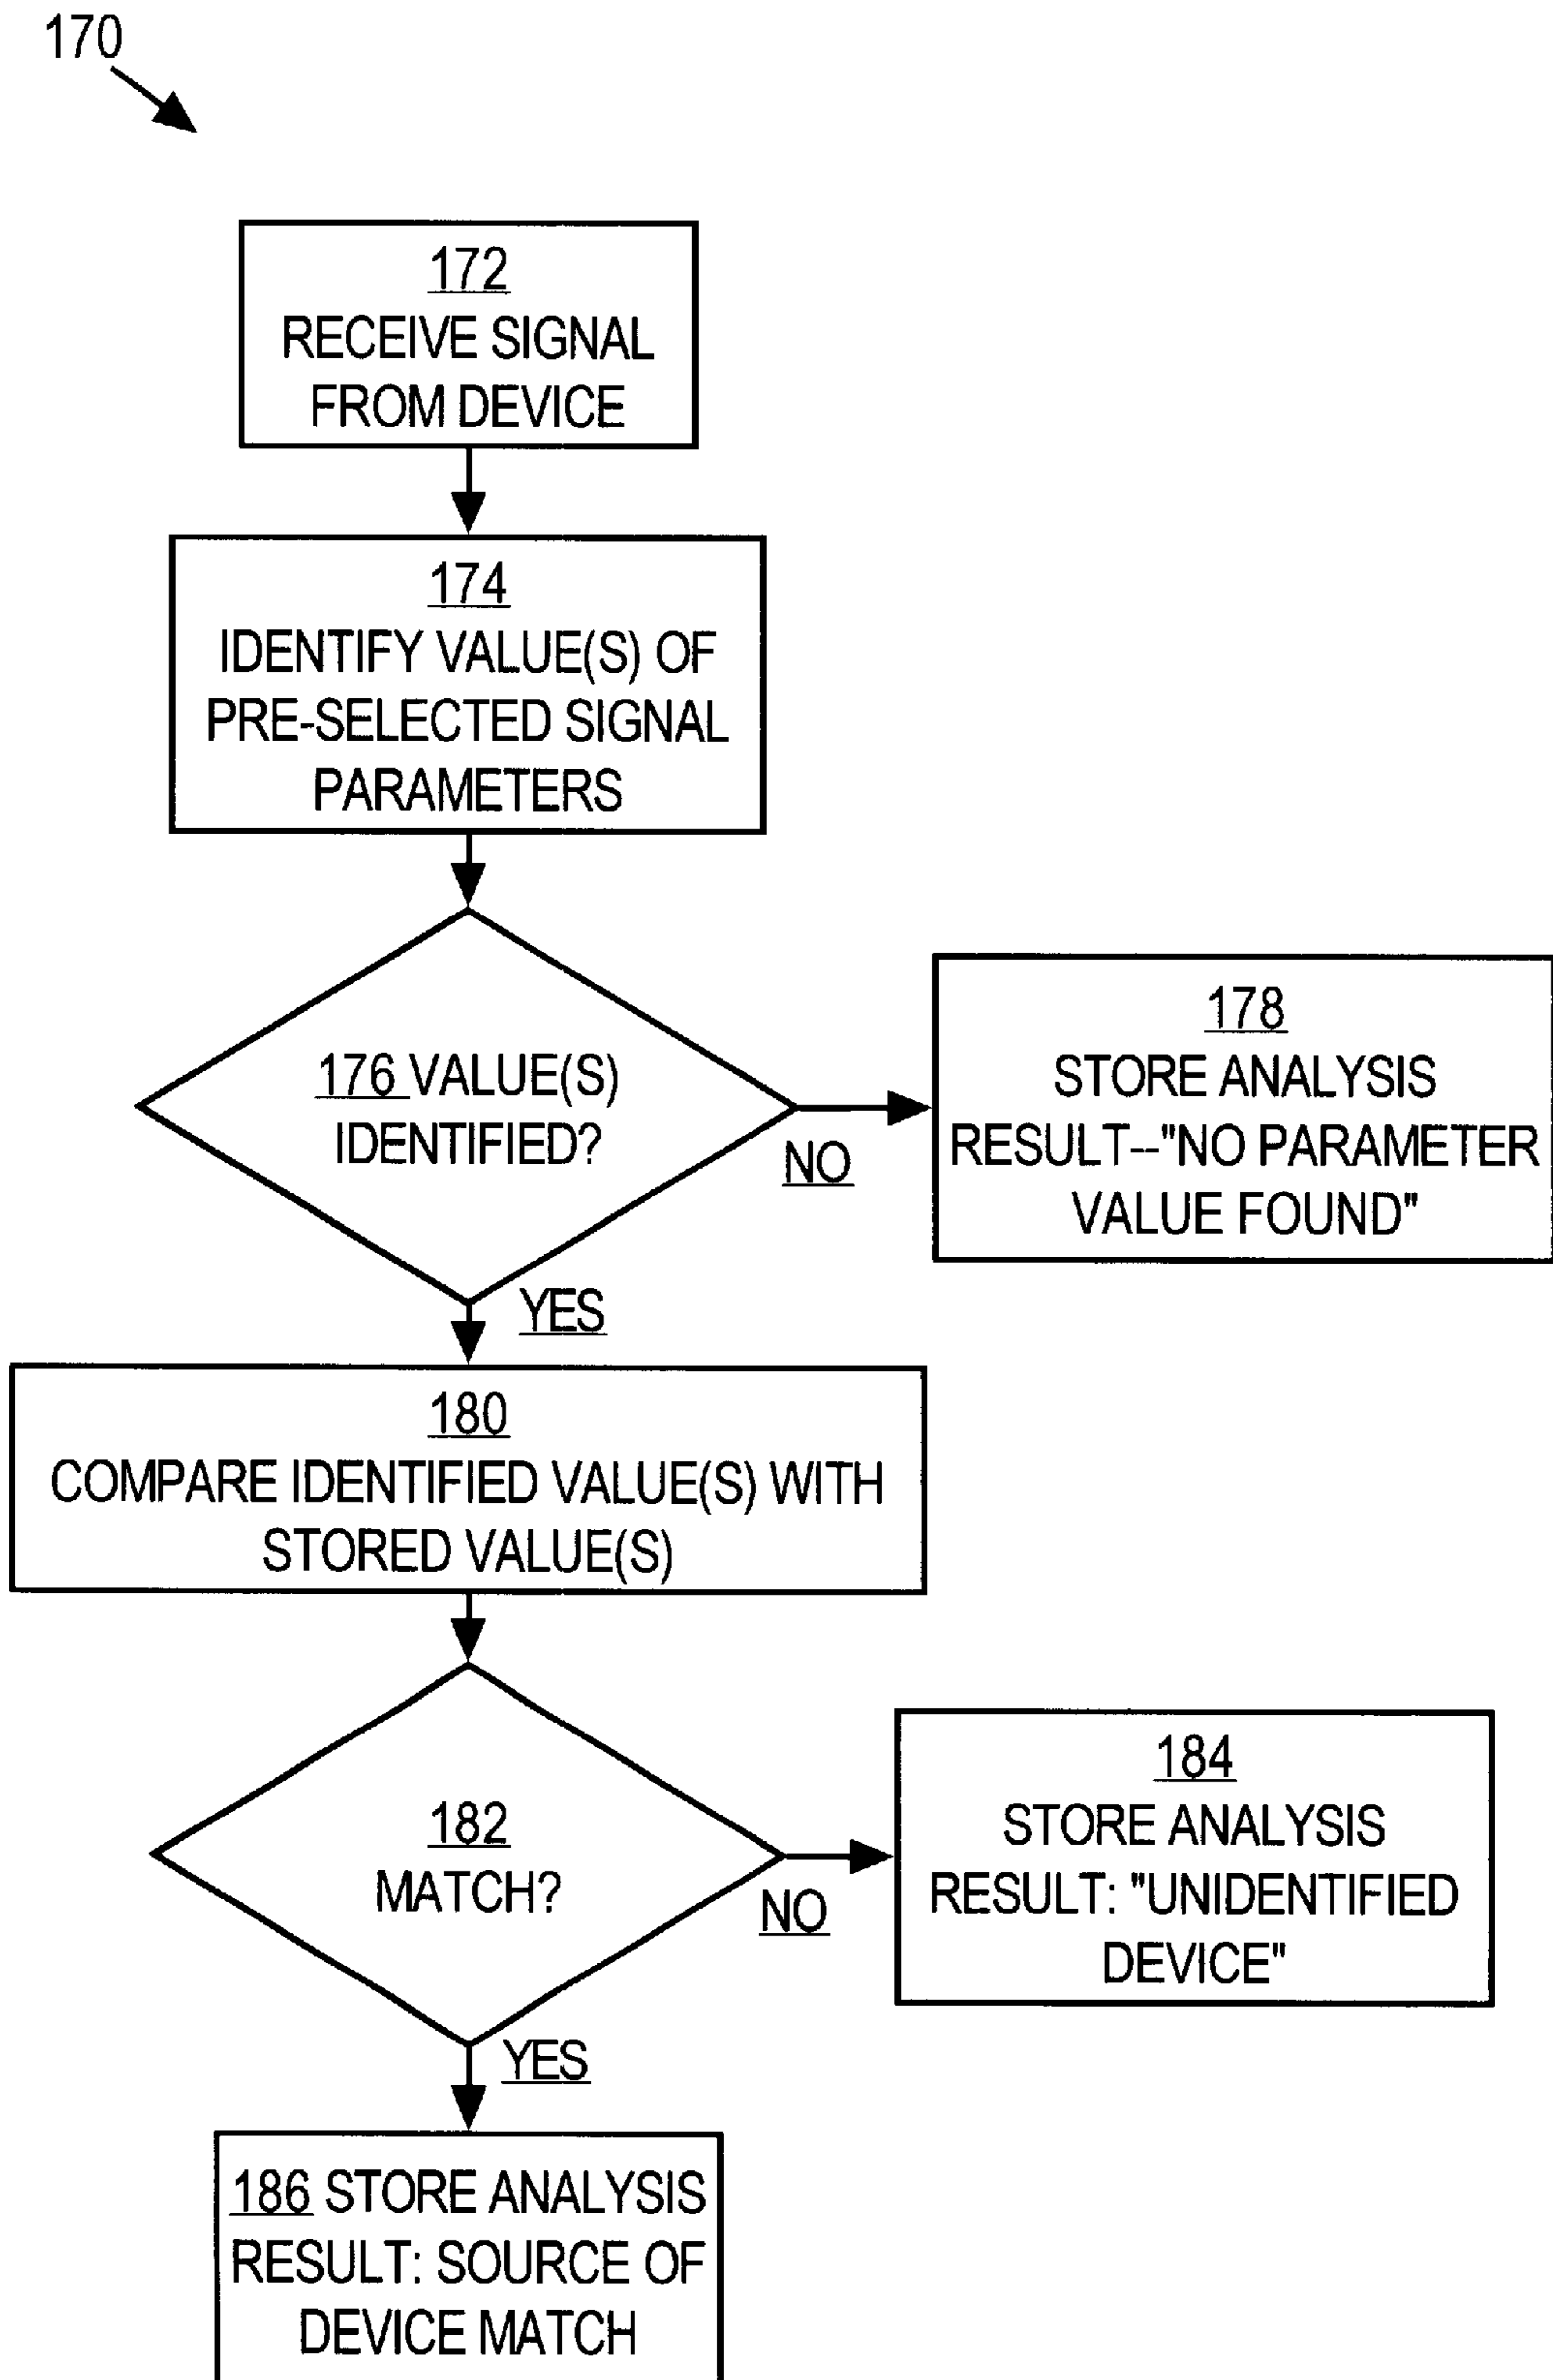 170
172
RECEIVE SIGNAL
FROM DEVICE
174
IDENTIFY VALUE(S) OF
PRE-SELECTED SIGNAL
PARAMETERS
176 VALUE(S)
IDENTIFIED?
NO
178
STORE ANALYSIS
RESULT--"NO PARAMETER
VALUE FOUND"
YES
180
COMPARE IDENTIFIED VALUE(S) WITH
STORED VALUE(S)
182
MATCH?
NO
184
STORE ANALYSIS
RESULT: "UNIDENTIFIED
DEVICE"
YES
186 STORE ANALYSIS
RESULT: SOURCE OF
DEVICE MATCH